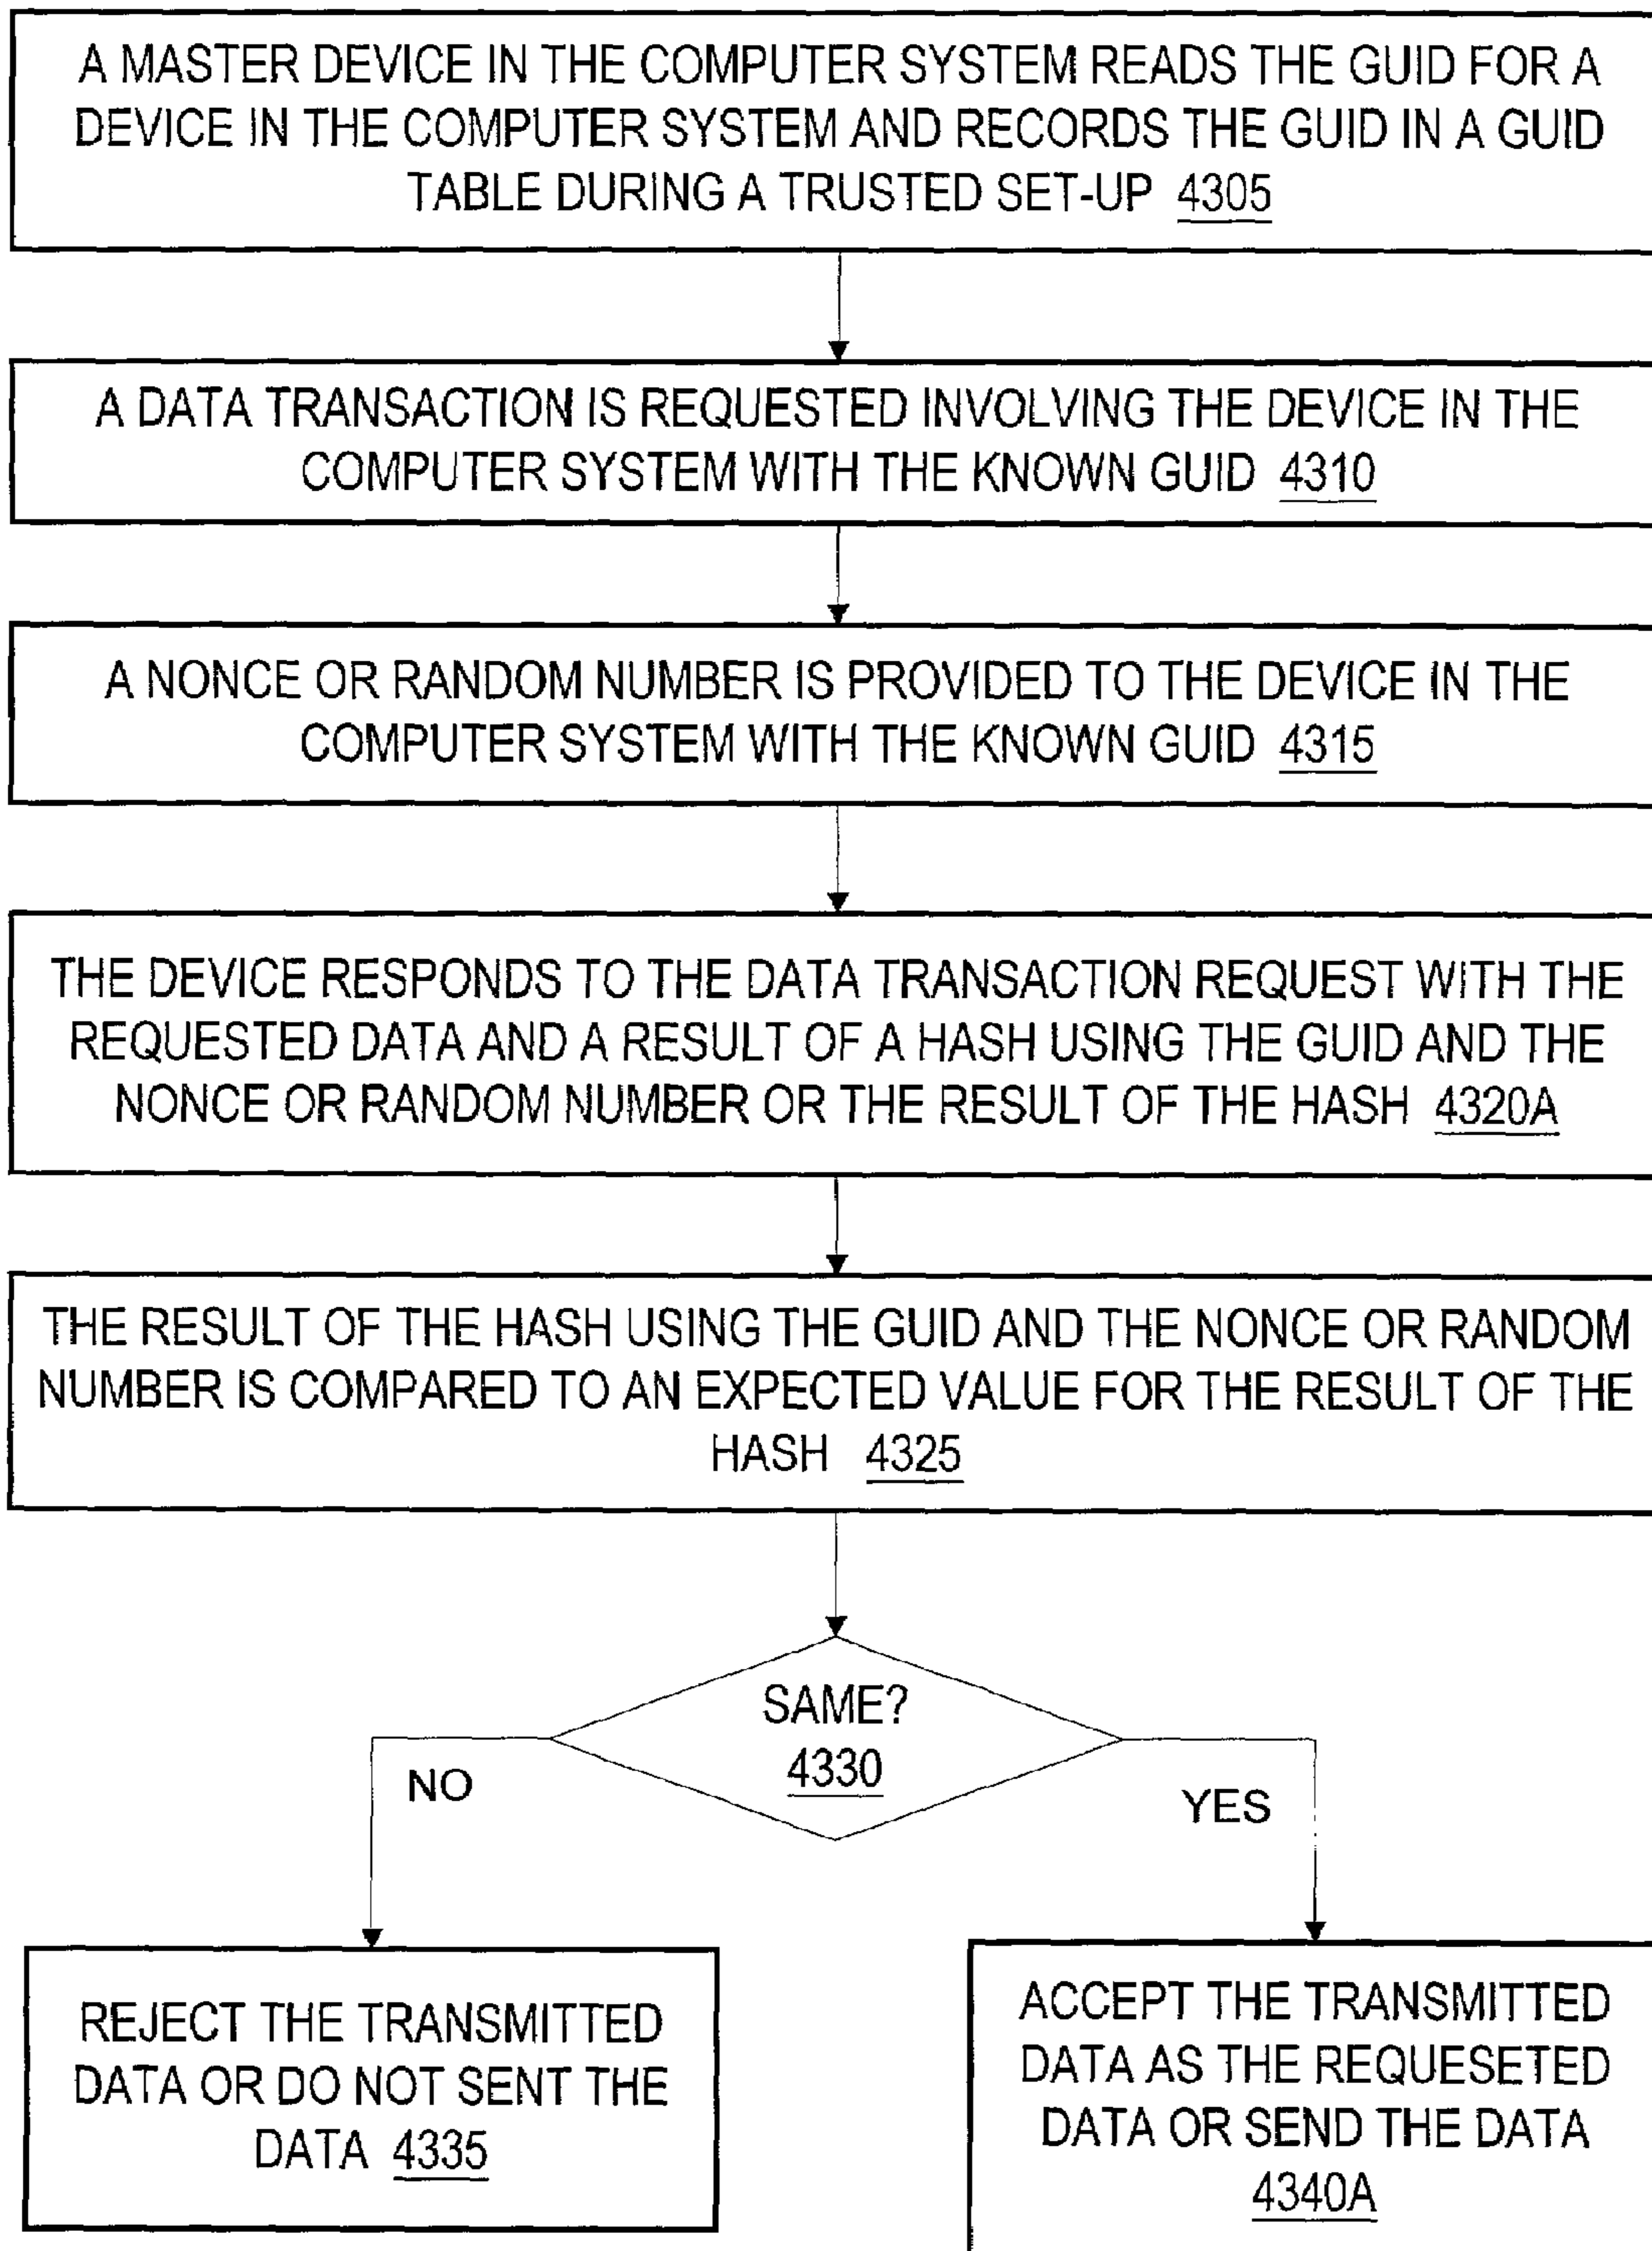 A MASTER DEVICE IN THE COMPUTER SYSTEM READS THE GUID FOR A
DEVICE IN THE COMPUTER SYSTEM AND RECORDS THE GUID IN A GUID
TABLE DURING A TRUSTED SET-UP 4305
A DATA TRANSACTION IS REQUESTED INVOLVING THE DEVICE IN THE
COMPUTER SYSTEM WITH THE KNOWN GUID 4310
A NONCE OR RANDOM NUMBER IS PROVIDED TO THE DEVICE IN THE
COMPUTER SYSTEM WITH THE KNOWN GUID 4315
THE DEVICE RESPONDS TO THE DATA TRANSACTION REQUEST WITH THE
REQUESTED DATA AND A RESULT OF A HASH USING THE GUID AND THE
NONCE OR RANDOM NUMBER OR THE RESULT OF THE HASH 4320A
THE RESULT OF THE HASH USING THE GUID AND THE NONCE OR RANDOM
NUMBER IS COMPARED TO AN EXPECTED VALUE FOR THE RESULT OF THE
HASH 4325
SAME?
4330
NO
YES
REJECT THE TRANSMITTED
DATA OR DO NOT SENT THE
DATA 4335
ACCEPT THE TRANSMITTED
DATA AS THE REQUESETED
DATA OR SEND THE DATA
4340A